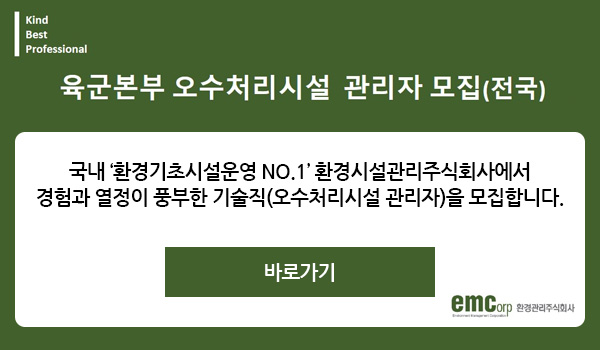 Kind
Best
Professional
육군본부 오수처리시설 관리자 모집(전국)
국내 ‘환경기초시설운영 NO.1’ 환경시설관리주식회사에서
경험과 열정이 풍부한 기술직(오수처리시설 관리자)을 모집합니다.
바로가기
emcorp 환경관리주식회사